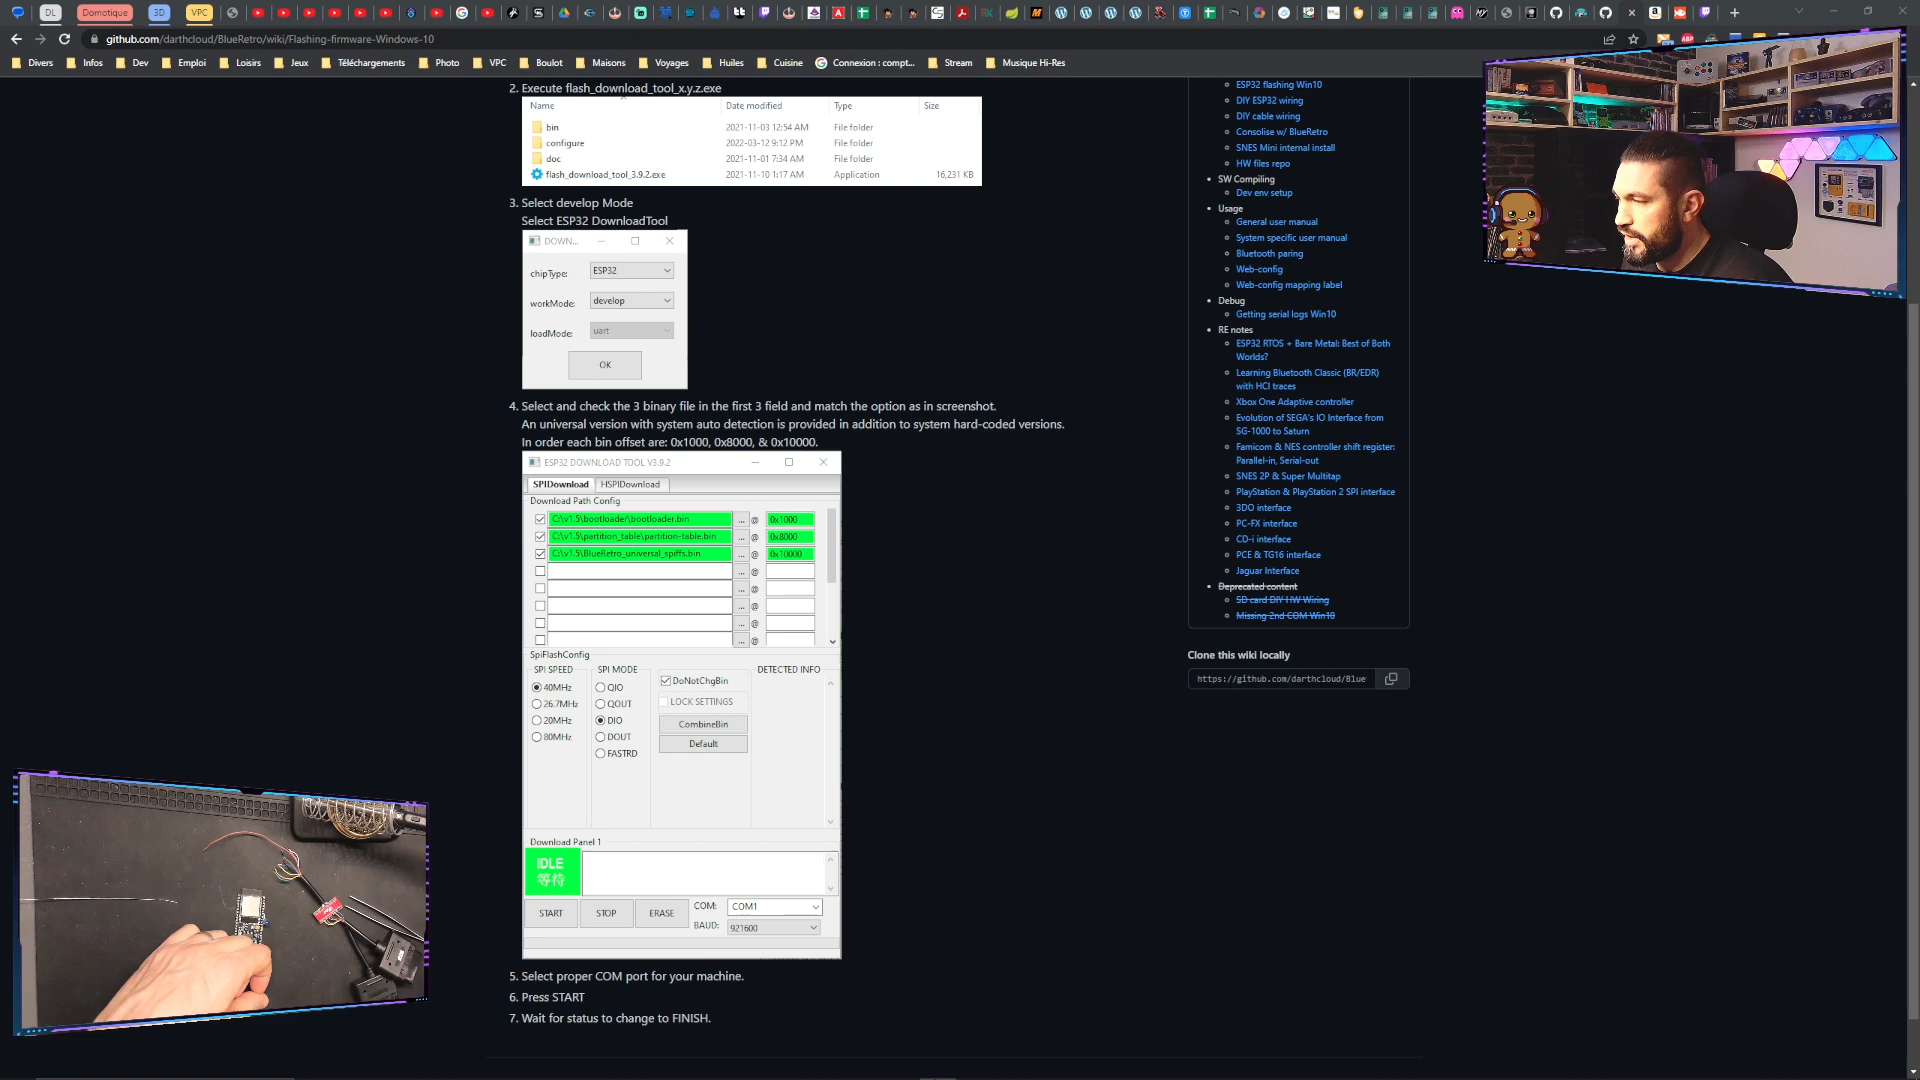 DL
Domotique
3D
VPC
github.com/darthcloud/BlueRetro/wiki/Flashing-firmware-Windows-10
Divers
Infos
Dev
Emploi
Loisirs
Jeux
Téléchargements
Photo
VPC
Boulot
Maisons
Voyages
Huiles
Cuisine
Connexion : compt...
Stream
Musique Hi-Res
2. Execute flash_download_tool_x.y.z.exe
Name Date modified Type Size
bin 2021-11-03 12:54 AM File folder
configure 2022-03-12 9:12 PM File folder
doc 2021-11-01 7:34 AM File folder
flash_download_tool_3.9.2.exe 2021-11-10 1:17 AM Application 16,231 KB
3. Select develop Mode
Select ESP32 DownloadTool
DOWN...
chipType: ESP32
workMode: develop
loadMode: uart
OK
4. Select and check the 3 binary file in the first 3 field and match the option as in screenshot.
An universal version with system auto detection is provided in addition to system hard-coded versions.
In order each bin offset are: 0x1000, 0x8000, & 0x10000.
ESP32 DOWNLOAD TOOL V3.9.2
SPIDownload HSPIDownload
Download Path Config
C:\v1.5\bootloader\bootloader.bin ... @ 0x1000
C:\v1.5\partition_table\partition-table.bin ... @ 0x8000
C:\v1.5\BlueRetro_universal_spiffs.bin ... @ 0x10000
... @
... @
... @
... @
... @
SpiFlashConfig
SPI SPEED SPI MODE DETECTED INFO
40MHz QIO DoNotChgBin
26.7MHz QOUT LOCK SETTINGS
20MHz DIO CombineBin
80MHz DOUT Default
FASTRD
Download Panel 1
IDLE
等待
START STOP ERASE COM: COM1
BAUD: 921600
5. Select proper COM port for your machine.
6. Press START
7. Wait for status to change to FINISH.
ESP32 flashing Win10
DIY ESP32 wiring
DIY cable wiring
Consolise w/ BlueRetro
SNES Mini internal install
HW files repo
SW Compiling
Dev env setup
Usage
General user manual
System specific user manual
Bluetooth paring
Web-config
Web-config mapping label
Debug
Getting serial logs Win10
RE notes
ESP32 RTOS + Bare Metal: Best of Both
Worlds?
Learning Bluetooth Classic (BR/EDR)
with HCI traces
Xbox One Adaptive controller
Evolution of SEGA's IO Interface from
SG-1000 to Saturn
Famicom & NES controller shift register:
Parallel-in, Serial-out
SNES 2P & Super Multitap
PlayStation & PlayStation 2 SPI interface
3DO interface
PC-FX interface
CD-i interface
PCE & TG16 interface
Jaguar Interface
Deprecated content
SD card DIY HW Wiring
Missing 2nd COM Win10
Clone this wiki locally
https://github.com/darthcloud/Blue